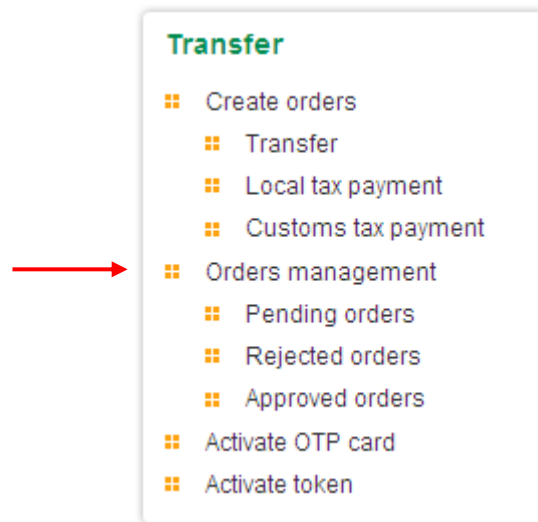 Transfer
Create orders
Transfer
Local tax payment
Customs tax payment
Orders management
Pending orders
Rejected orders
Approved orders
Activate OTP card
Activate token